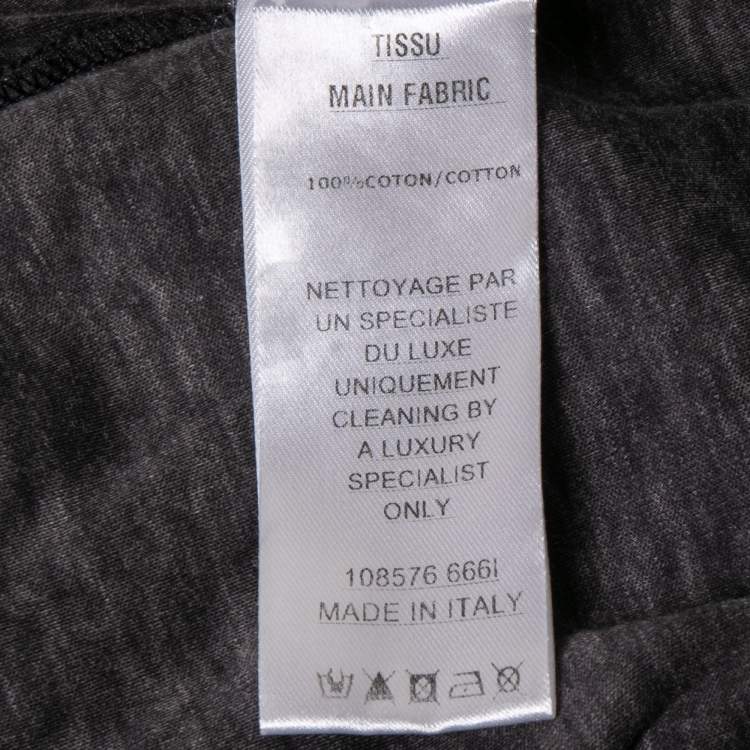 TISSU
MAIN FABRIC
100%COTON/COTTON
NETTOYAGE PAR
UN SPECIALISTE
DU LUXE
UNIQUEMENT
CLEANING BY
A LUXURY
SPECIALIST
ONLY
108576 666I
MADE IN ITALY